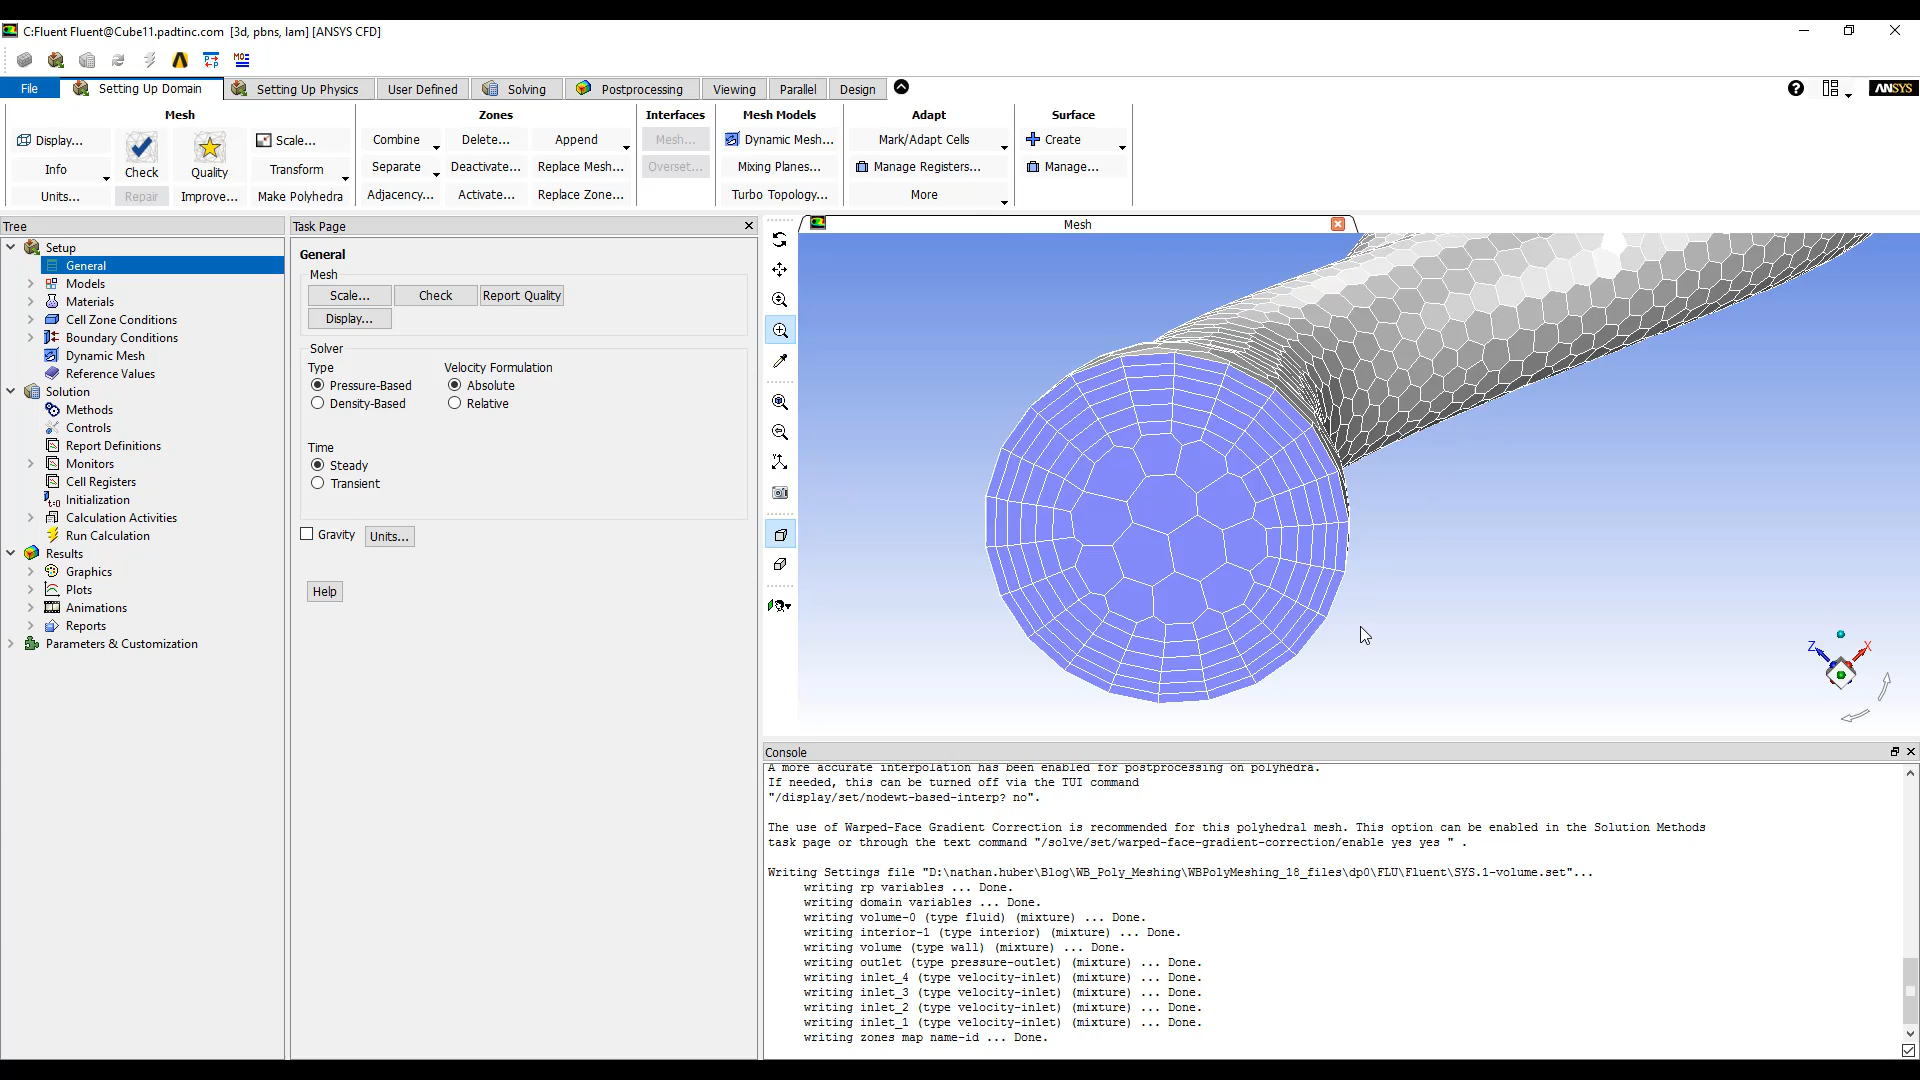 C:Fluent Fluent@Cube11.padtinc.com [3d, pbns, lam] [ANSYS CFD]
File
Setting Up Domain
Setting Up Physics
User Defined
Solving
Postprocessing
Viewing
Parallel
Design
ANSYS
Mesh
Zones
Interfaces
Mesh Models
Adapt
Surface
Display...
Check
Quality
Scale...
Combine
Delete...
Append
Mesh...
Dynamic Mesh...
Mark/Adapt Cells
Create
Info
Transform
Separate
Deactivate...
Replace Mesh...
Overset...
Mixing Planes...
Manage Registers...
Manage...
Units...
Repair
Improve...
Make Polyhedra
Adjacency...
Activate...
Replace Zone...
Turbo Topology...
More
Tree
Setup
General
Models
Materials
Cell Zone Conditions
Boundary Conditions
Dynamic Mesh
Reference Values
Solution
Methods
Controls
Report Definitions
Monitors
Cell Registers
Initialization
Calculation Activities
Run Calculation
Results
Graphics
Plots
Animations
Reports
Parameters & Customization
Task Page
General
Mesh
Scale...
Check
Report Quality
Display...
Solver
Type
Velocity Formulation
Pressure-Based
Absolute
Density-Based
Relative
Time
Steady
Transient
Gravity
Units...
Help
Mesh
Z
X
Console
A more accurate interpolation has been enabled for postprocessing on polyhedra.
If needed, this can be turned off via the TUI command
"/display/set/nodewt-based-interp? no".
The use of Warped-Face Gradient Correction is recommended for this polyhedral mesh. This option can be enabled in the Solution Methods
task page or through the text command "/solve/set/warped-face-gradient-correction/enable yes yes " .
Writing Settings file "D:\nathan.huber\Blog\WB_Poly_Meshing\WBPolyMeshing_18_files\dp0\FLU\Fluent\SYS.1-volume.set"...
writing rp variables ... Done.
writing domain variables ... Done.
writing volume-0 (type fluid) (mixture) ... Done.
writing interior-1 (type interior) (mixture) ... Done.
writing volume (type wall) (mixture) ... Done.
writing outlet (type pressure-outlet) (mixture) ... Done.
writing inlet_4 (type velocity-inlet) (mixture) ... Done.
writing inlet_3 (type velocity-inlet) (mixture) ... Done.
writing inlet_2 (type velocity-inlet) (mixture) ... Done.
writing inlet_1 (type velocity-inlet) (mixture) ... Done.
writing zones map name-id ... Done.